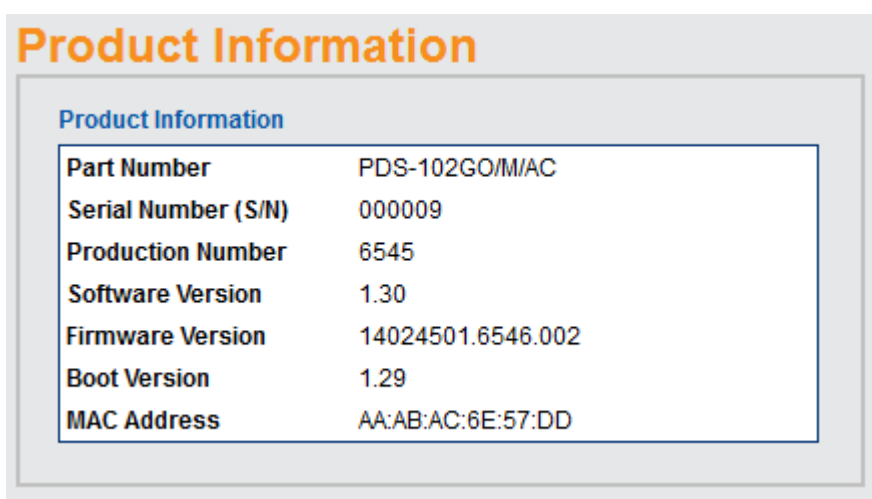 Product Information
Product Information
Part Number PDS-102GO/M/AC
Serial Number (S/N) 000009
Production Number 6545
Software Version 1.30
Firmware Version 14024501.6546.002
Boot Version 1.29
MAC Address AA:AB:AC:6E:57:DD